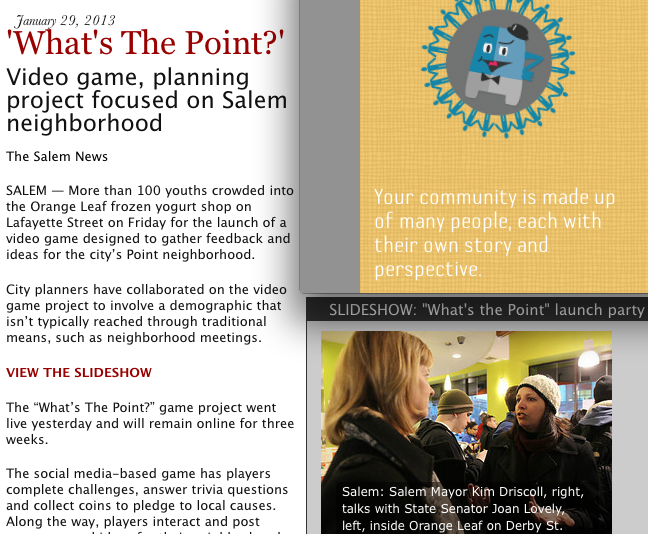 January 29, 2013
'What's The Point?'
Video game, planning
project focused on Salem
neighborhood
The Salem News
SALEM — More than 100 youths crowded into
the Orange Leaf frozen yogurt shop on
Lafayette Street on Friday for the launch of a
video game designed to gather feedback and
ideas for the city’s Point neighborhood.
City planners have collaborated on the video
game project to involve a demographic that
isn’t typically reached through traditional
means, such as neighborhood meetings.
VIEW THE SLIDESHOW
The “What’s The Point?” game project went
live yesterday and will remain online for three
weeks.
The social media-based game has players
complete challenges, answer trivia questions
and collect coins to pledge to local causes.
Along the way, players interact and post
Your community is made up
of many people, each with
their own story and
perspective.
SLIDESHOW: "What's the Point" launch party
Salem: Salem Mayor Kim Driscoll, right,
talks with State Senator Joan Lovely,
left, inside Orange Leaf on Derby St.